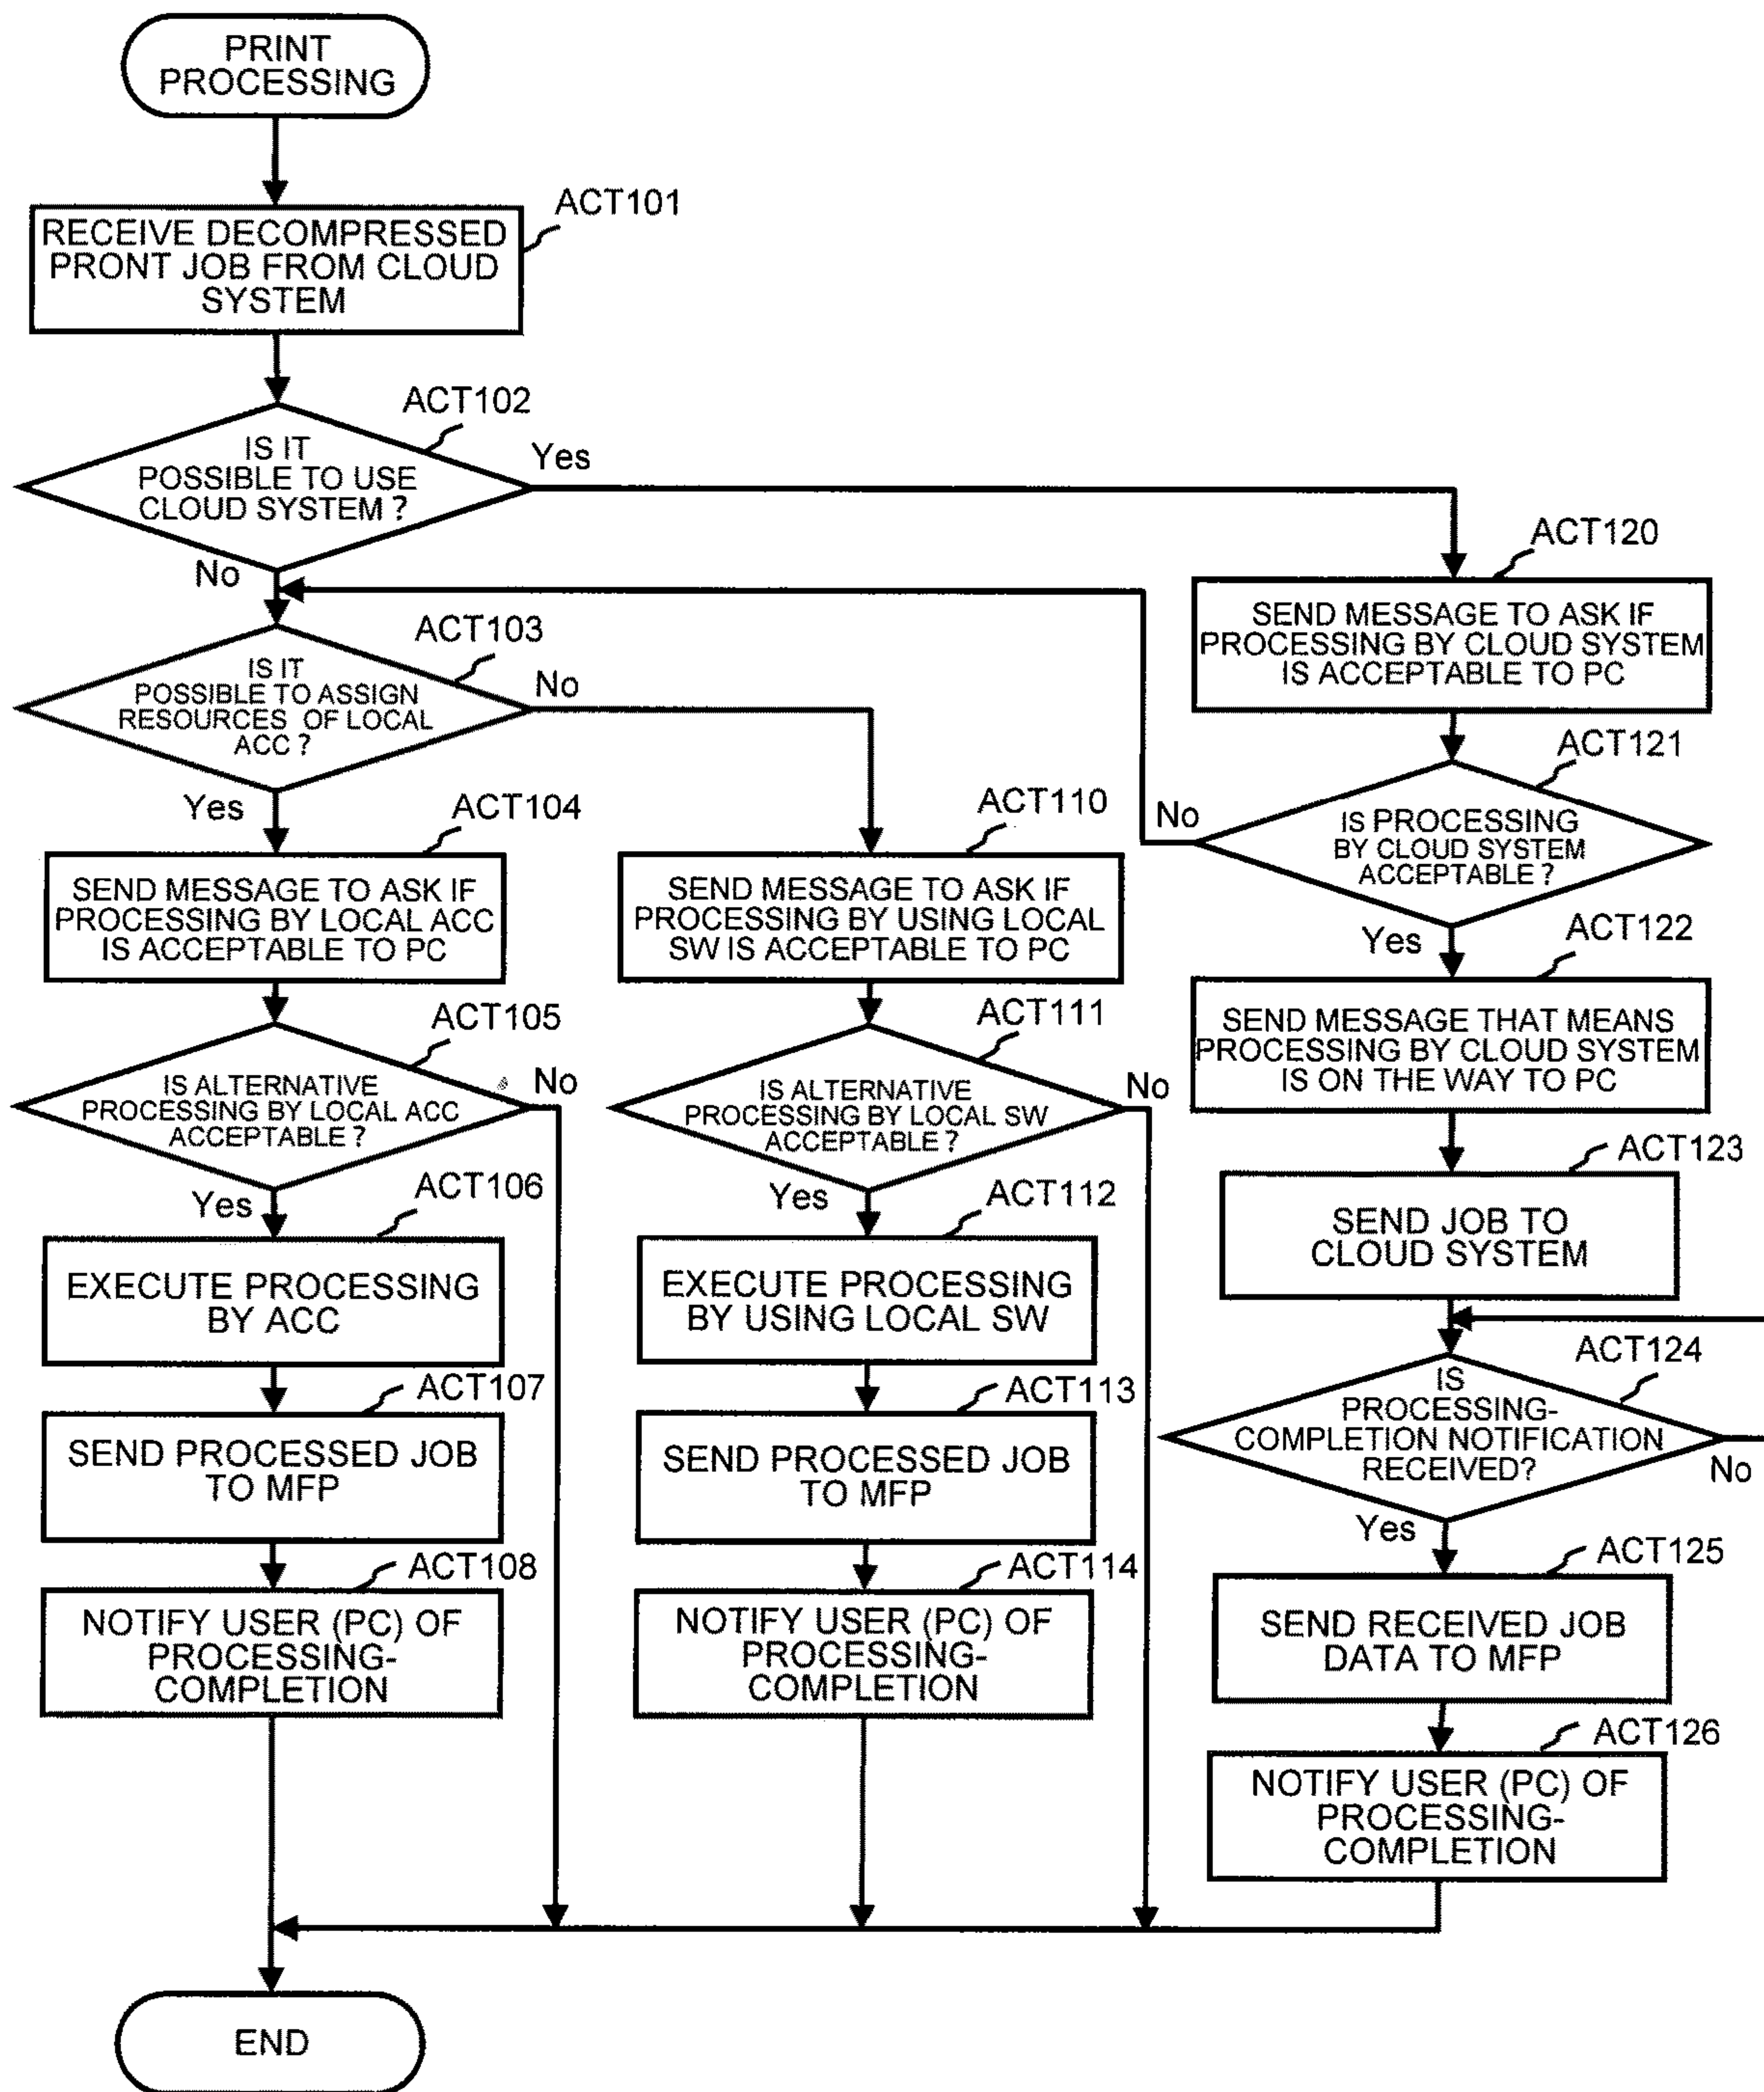 PRINT
PROCESSING
ACT101
RECEIVE DECOMPRESSED
PRONT JOB FROM CLOUD
SYSTEM
ACT102
IS IT
POSSIBLE TO USE
CLOUD SYSTEM ?
Yes
No
ACT103
IS IT
POSSIBLE TO ASSIGN
RESOURCES OF LOCAL
ACC ?
No
Yes
ACT104
SEND MESSAGE TO ASK IF
PROCESSING BY LOCAL ACC
IS ACCEPTABLE TO PC
ACT105
IS ALTERNATIVE
PROCESSING BY LOCAL ACC
ACCEPTABLE ?
No
Yes
ACT106
EXECUTE PROCESSING
BY ACC
ACT107
SEND PROCESSED JOB
TO MFP
ACT108
NOTIFY USER (PC) OF
PROCESSING-
COMPLETION
ACT110
SEND MESSAGE TO ASK IF
PROCESSING BY USING LOCAL
SW IS ACCEPTABLE TO PC
ACT111
IS ALTERNATIVE
PROCESSING BY LOCAL SW
ACCEPTABLE ?
No
Yes
ACT112
EXECUTE PROCESSING
BY USING LOCAL SW
ACT113
SEND PROCESSED JOB
TO MFP
ACT114
NOTIFY USER (PC) OF
PROCESSING-
COMPLETION
ACT120
SEND MESSAGE TO ASK IF
PROCESSING BY CLOUD SYSTEM
IS ACCEPTABLE TO PC
ACT121
IS PROCESSING
BY CLOUD SYSTEM
ACCEPTABLE ?
No
Yes
ACT122
SEND MESSAGE THAT MEANS
PROCESSING BY CLOUD SYSTEM
IS ON THE WAY TO PC
ACT123
SEND JOB TO
CLOUD SYSTEM
ACT124
IS
PROCESSING-
COMPLETION NOTIFICATION
RECEIVED?
No
Yes
ACT125
SEND RECEIVED JOB
DATA TO MFP
ACT126
NOTIFY USER (PC) OF
PROCESSING-
COMPLETION
END